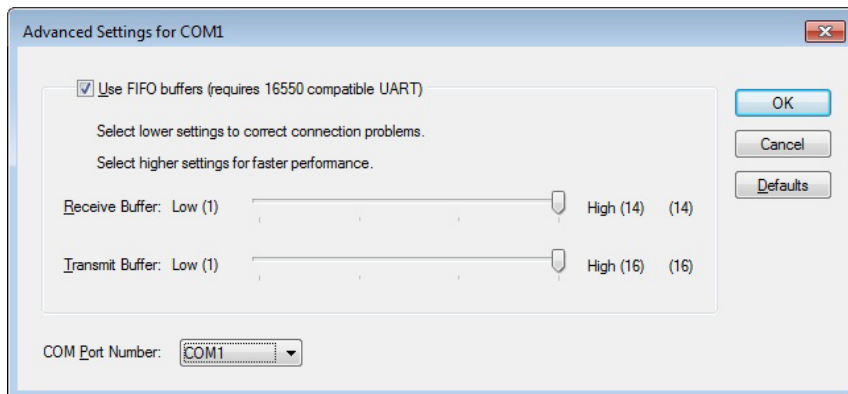 Advanced Settings for COM1
Use FIFO buffers (requires 16550 compatible UART)
OK
Select lower settings to correct connection problems.
Cancel
Select higher settings for faster performance.
Defaults
Receive Buffer: Low (1) High (14) (14)
Transmit Buffer: Low (1) High (16) (16)
COM Port Number: COM1